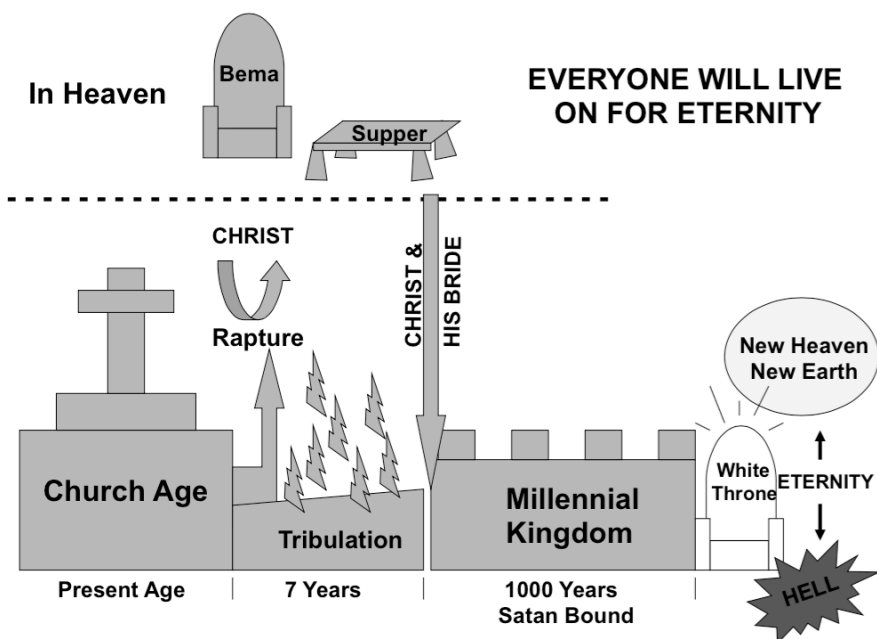 In Heaven
Bema
Supper
EVERYONE WILL LIVE
ON FOR ETERNITY
CHRIST
Rapture
CHRIST &
HIS BRIDE
New Heaven
New Earth
Church Age
Tribulation
Millennial
Kingdom
White
Throne
ETERNITY
HELL
Present Age
7 Years
1000 Years
Satan Bound